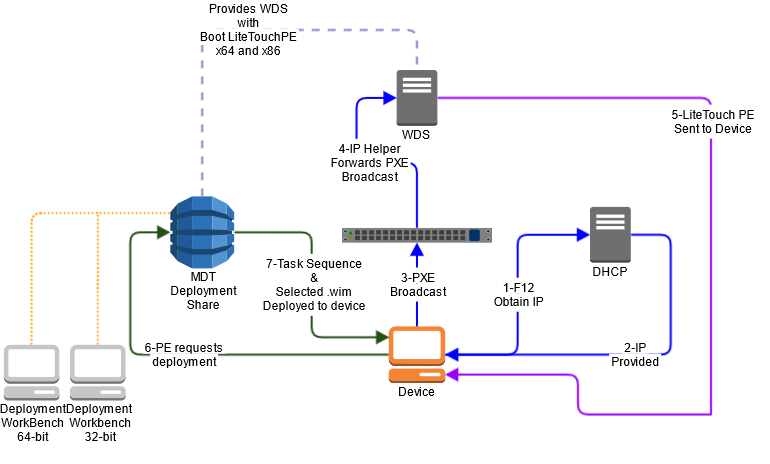 Provides WDS
with
Boot LiteTouchPE
x64 and x86
WDS
5-LiteTouch PE
Sent to Device
4-IP Helper
Forwards PXE
Broadcast
MDT
Deployment
Share
7-Task Sequence
&
Selected .wim
Deployed to device
3-PXE
Broadcast
1-F12
Obtain IP
DHCP
6-PE requests
deployment
2-IP
Provided
Device
Deployment
WorkBench
64-bit
Deployment
Workbench
32-bit